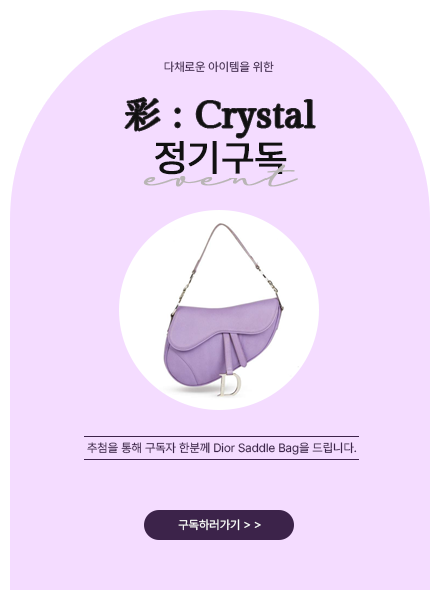 다채로운 아이템을 위한
彩 : Crystal
정기구독
event
D
추첨을 통해 구독자 한분께 Dior Saddle Bag을 드립니다.
구독하러가기 > >